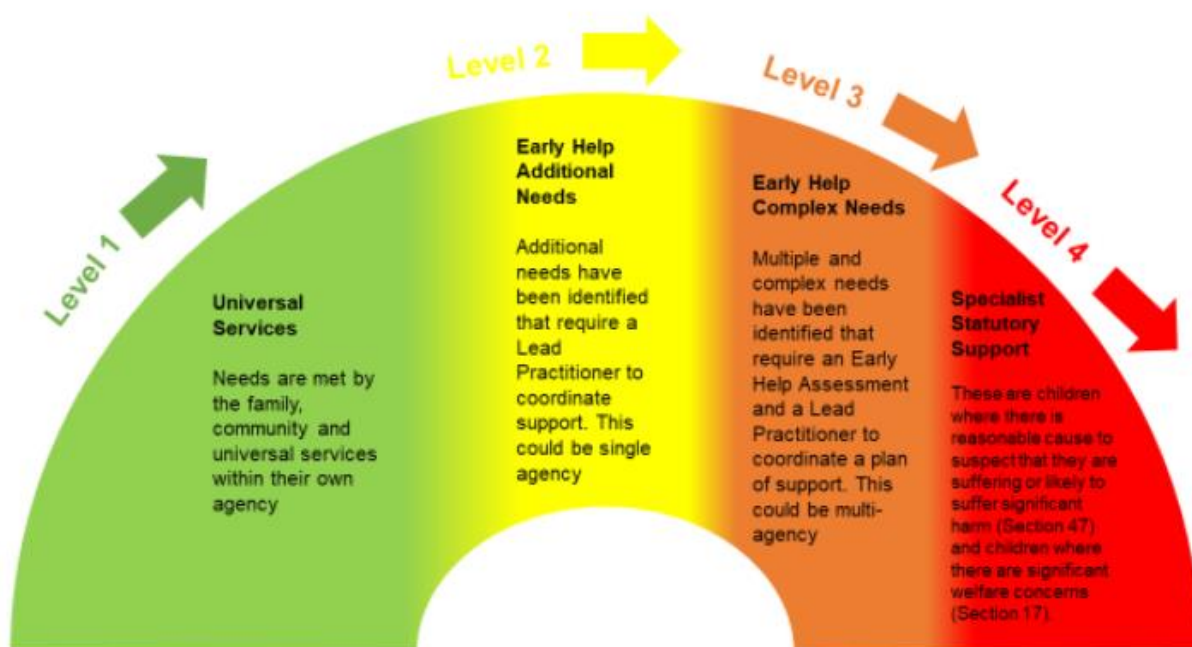 Level 1
Universal
Services
Needs are met by
the family,
community and
universal services
within their own
agency
Level 2
Early Help
Additional
Needs
Additional
needs have
been identified
that require a
Lead
Practitioner to
coordinate
support. This
could be single
agency
Level 3
Early Help
Complex Needs
Multiple and
complex needs
have been
identified that
require an Early
Help Assessment
and a Lead
Practitioner to
coordinate a plan
of support. This
could be multi-
agency
Level 4
Specialist
Statutory
Support
These are children
where there is
reasonable cause to
suspect that they are
suffering or likely to
suffer significant
harm (Section 47)
and children where
there are significant
welfare concerns
(Section 17).